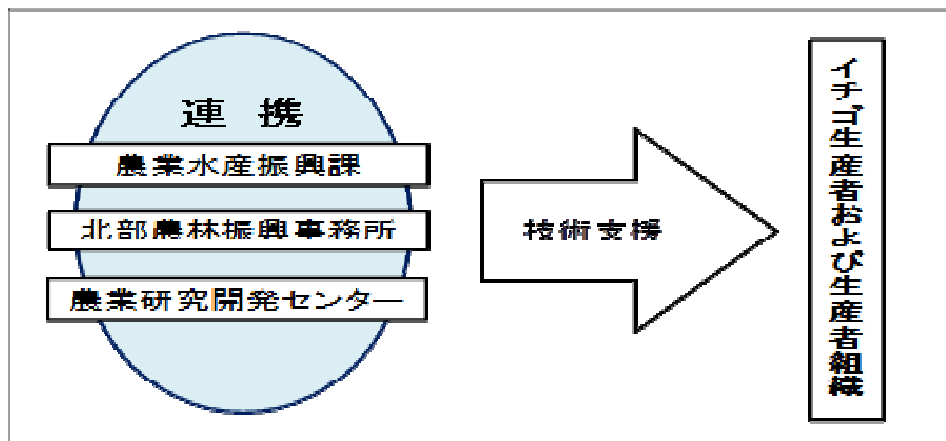 連携
農業水産振興課
北部農林振興事務所
農業研究開発センター
技術支援
イチゴ生産者および生産者組織